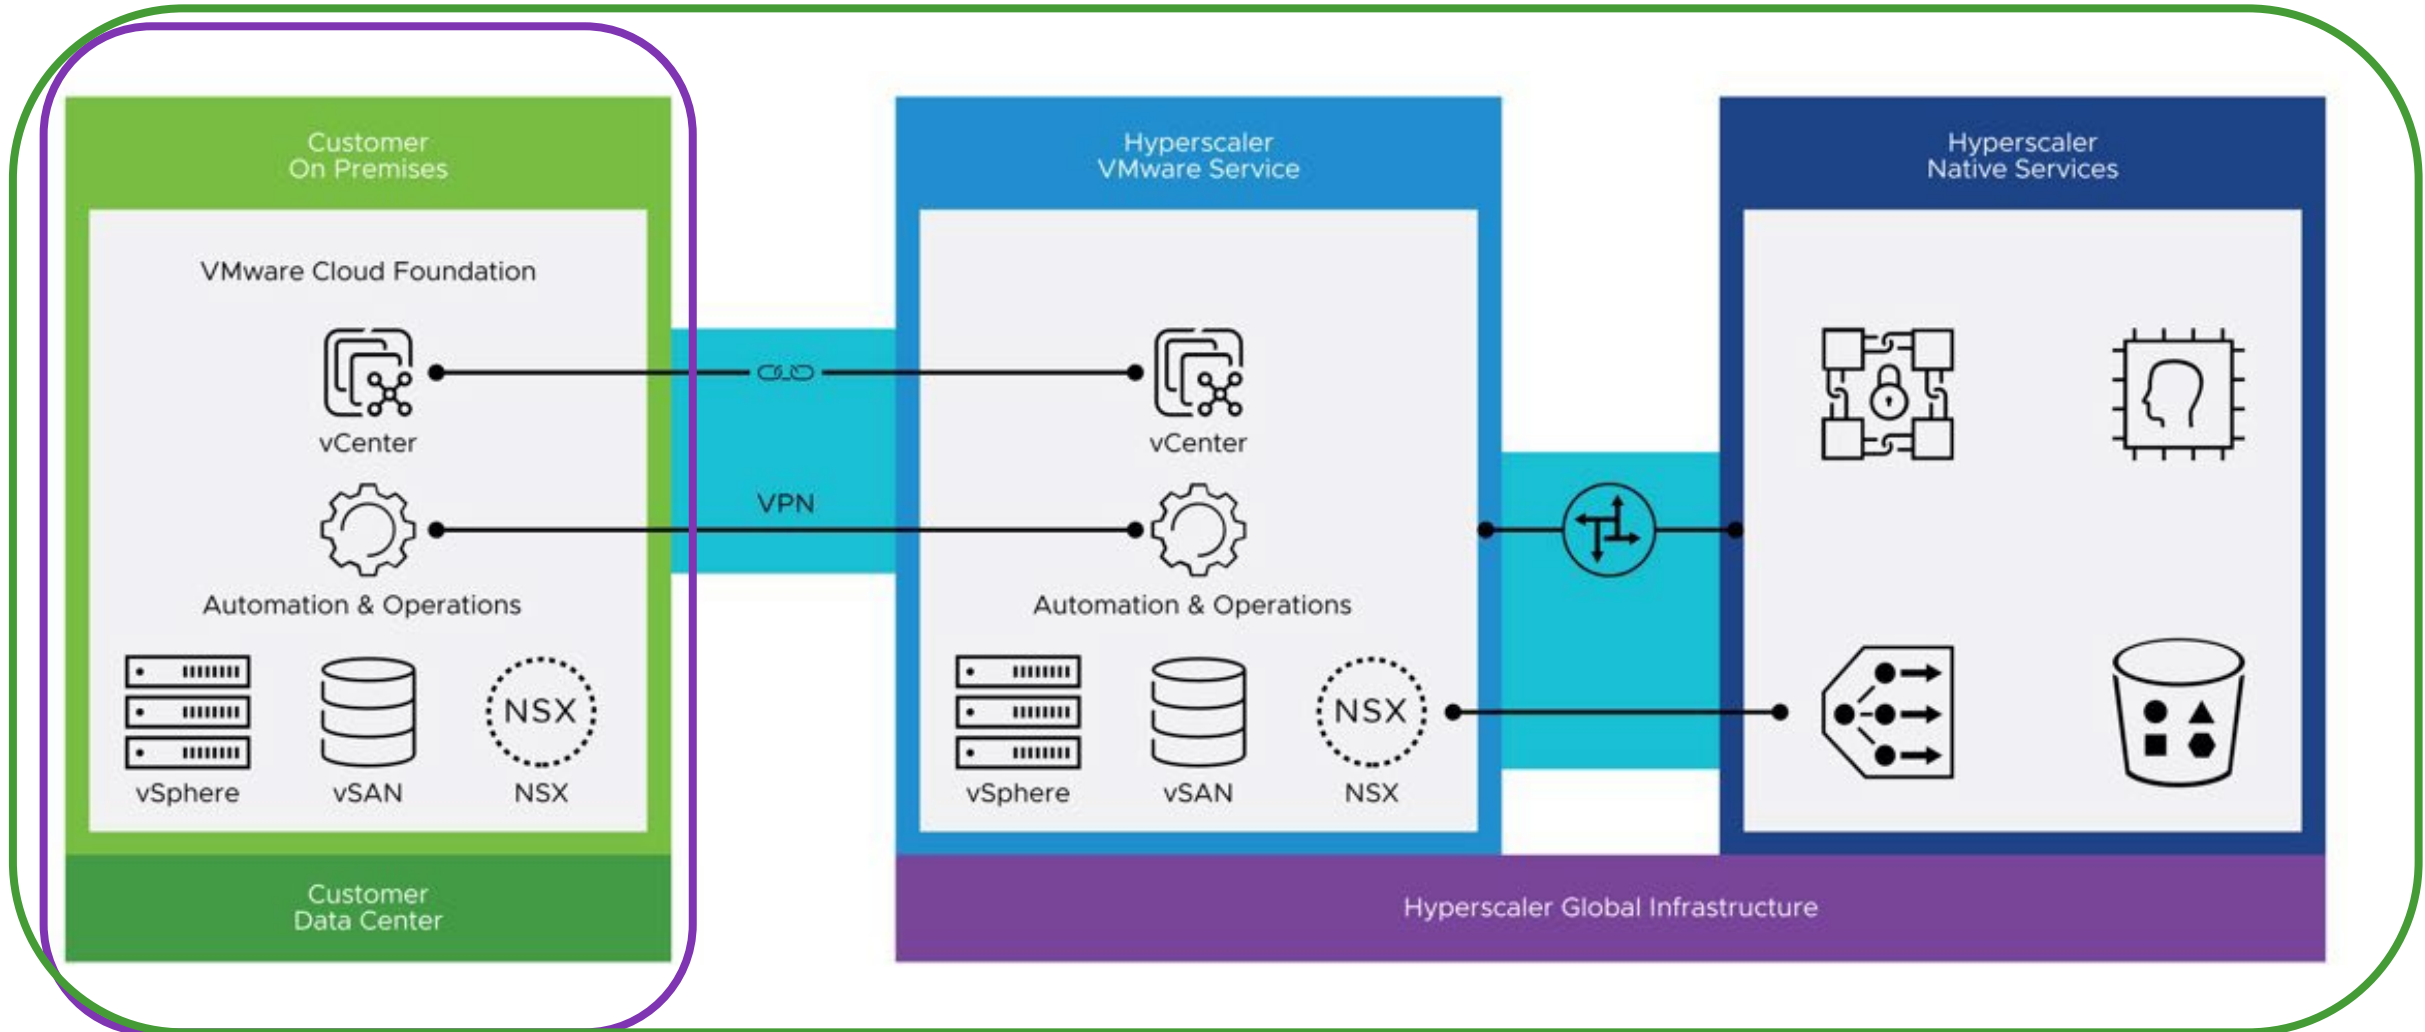 Customer
On Premises
VMware Cloud Foundation
vCenter
Automation & Operations
NSX
vSphere
vSAN
NSX
Customer
Data Center
VPN
Hyperscaler
VMware Service
vCenter
Automation & Operations
NSX
vSphere
vSAN
NSX
Hyperscaler
Native Services
Hyperscaler Global Infrastructure